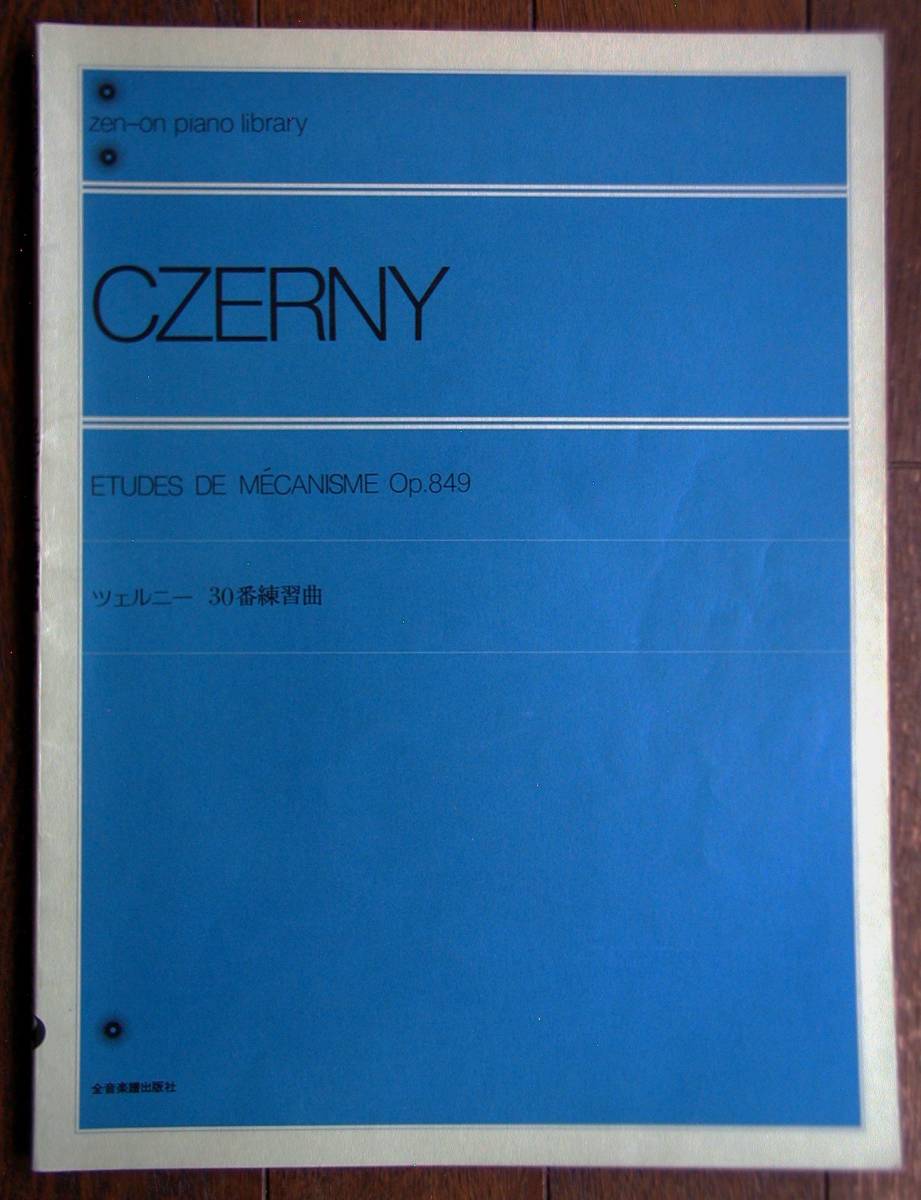 zen-on piano library
CZERNY
ETUDES DE MÉCANISME Op.849
ツェルニー 30番練習曲
全音楽譜出版社